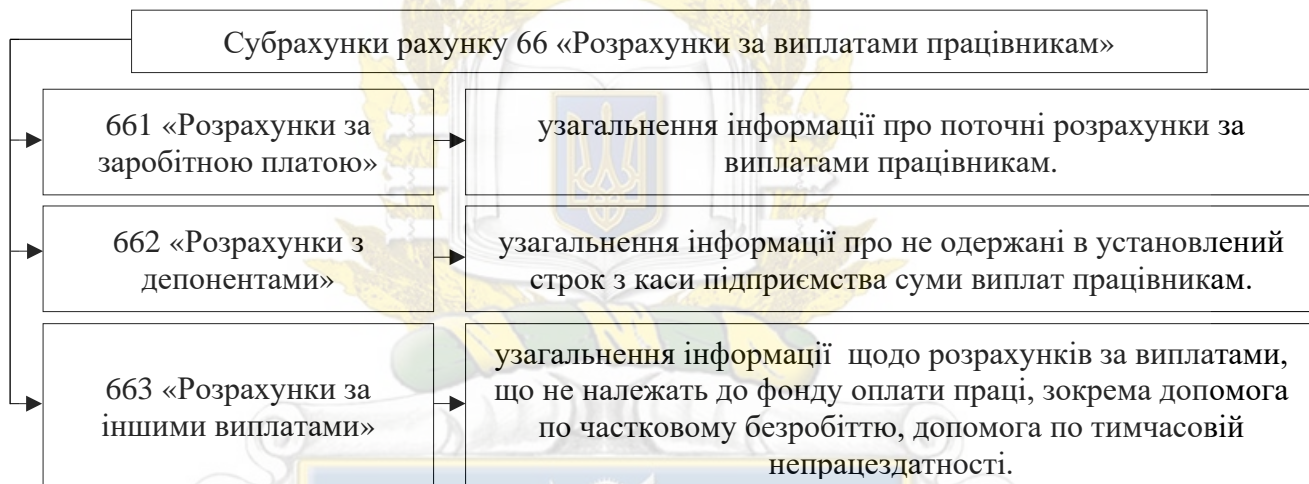 Субрахунки рахунку 66 «Розрахунки за виплатами працівникам»
661 «Розрахунки за
заробітною платою»
узагальнення інформації про поточні розрахунки за
виплатами працівникам.
662 «Розрахунки з
депонентами»
узагальнення інформації про не одержані в установлений
строк з каси підприємства суми виплат працівникам.
663 «Розрахунки за
іншими виплатами»
узагальнення інформації щодо розрахунків за виплатами,
що не належать до фонду оплати праці, зокрема допомога
по частковому безробіттю, допомога по тимчасовій
непрацездатності.